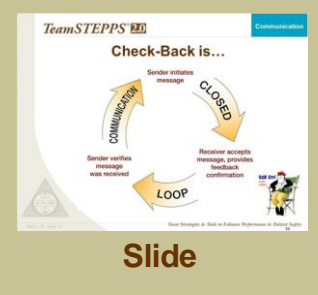 TeamSTEPPS 2.0
Communication
Check-Back is...
Sender initiates
message
CLOSED
Receiver accepts
message, provides
feedback
confirmation
LOOP
Sender verifies
message
was received
COMMUNICATION
Team Strategies & Tools to Enhance Performance & Patient Safety
Slide